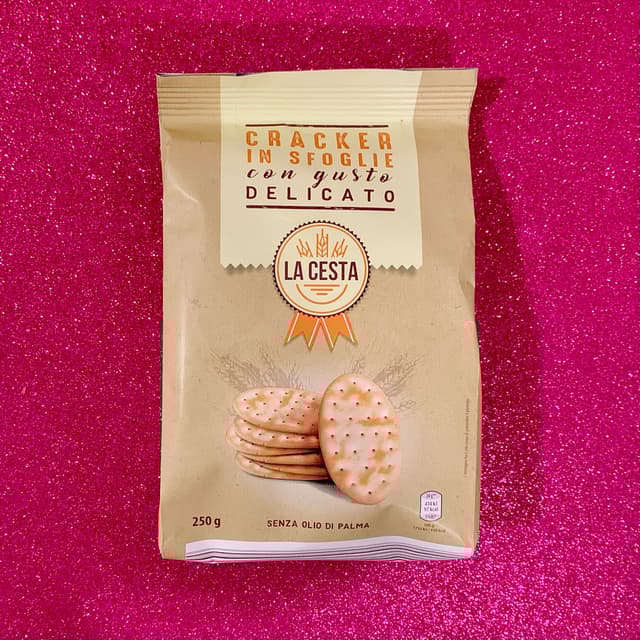 CRACKER
IN SFOGLIE
con gusto
DELICATO
LA CESTA
250 g
SENZA OLIO DI PALMA